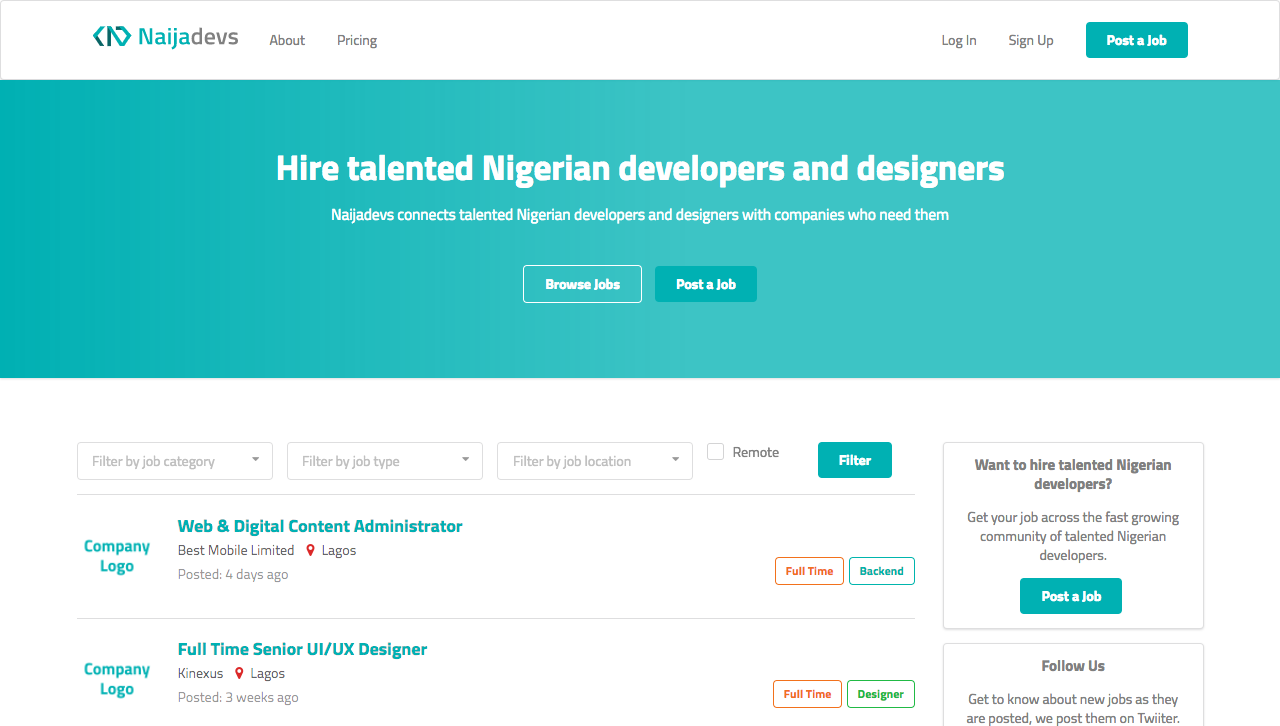 Naijadevs About Pricing Log In Sign Up Post a Job
Hire talented Nigerian developers and designers
Naijadevs connects talented Nigerian developers and designers with companies who need them
Browse Jobs Post a Job
Filter by job category Filter by job type Filter by job location Remote Filter
Web & Digital Content Administrator
Company Logo
Best Mobile Limited Lagos
Posted: 4 days ago
Full Time Backend
Full Time Senior UI/UX Designer
Company Logo
Kinexus Lagos
Posted: 3 weeks ago
Full Time Designer
Want to hire talented Nigerian
developers?
Get your job across the fast growing
community of talented Nigerian
developers.
Post a Job
Follow Us
Get to know about new jobs as they
are posted, we post them on Twiiter.